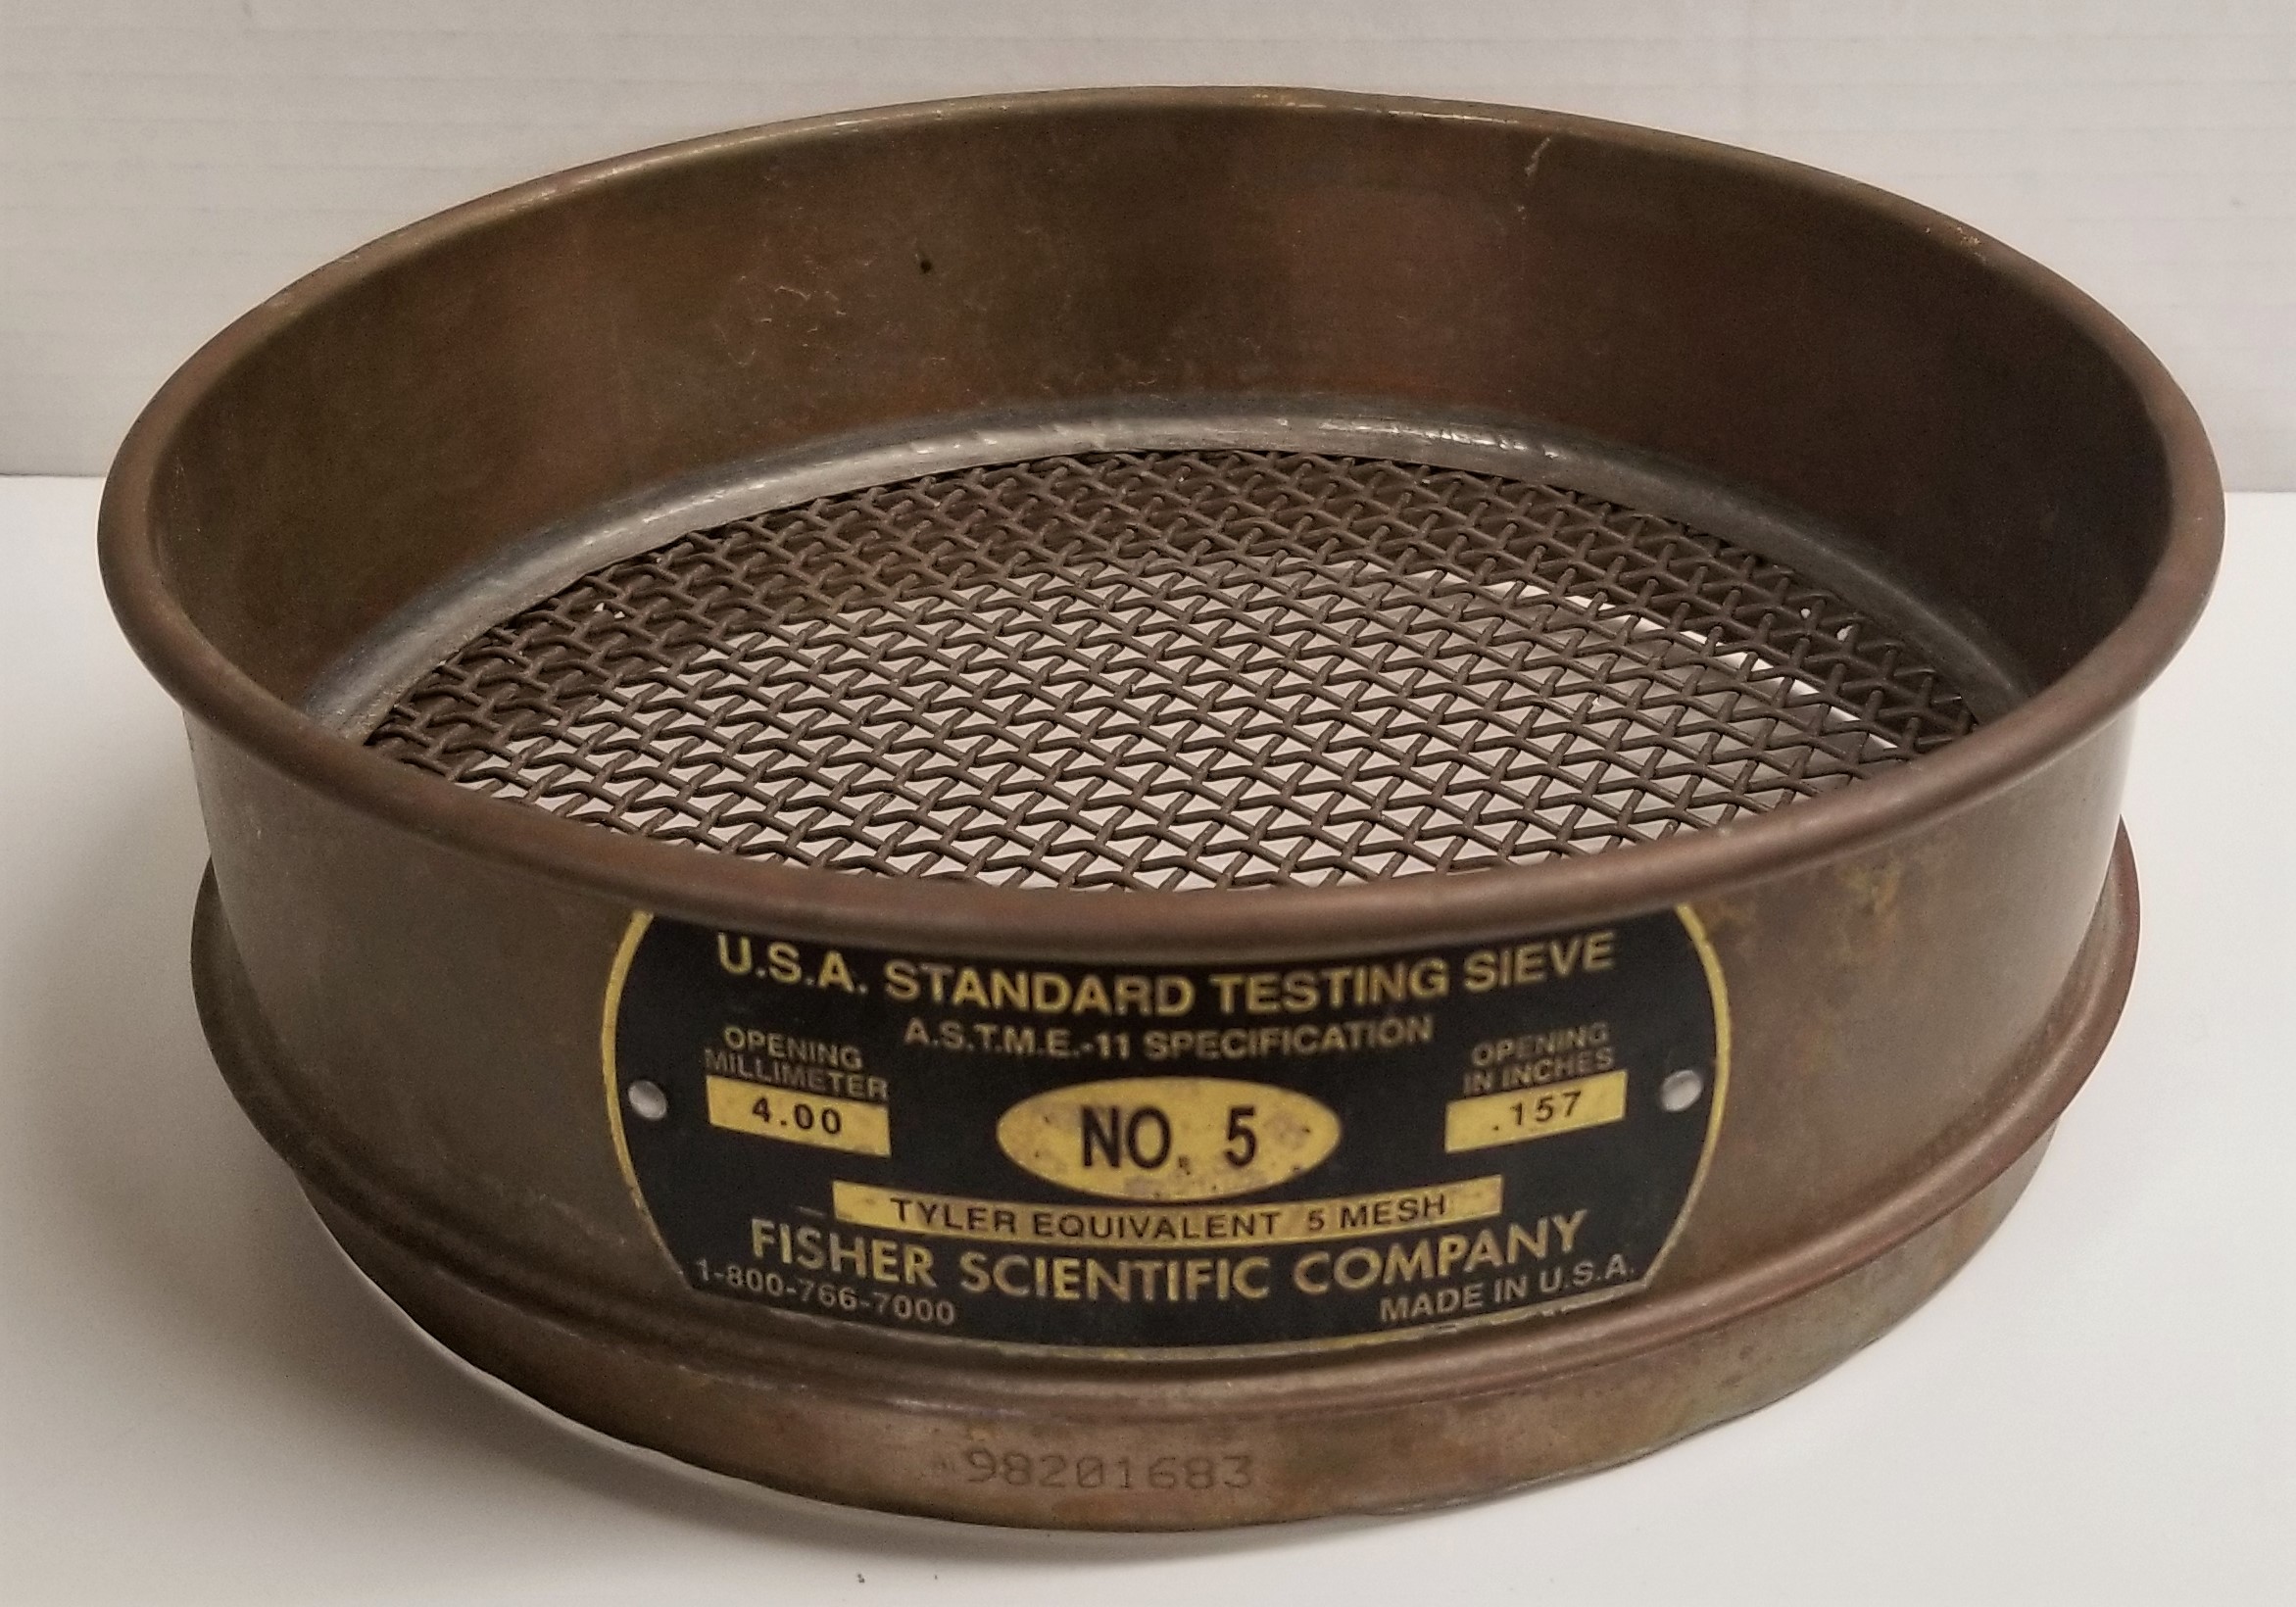 U.S.A. STANDARD TESTING SIEVE
A.S.T.M.E.-11 SPECIFICATION
OPENING
MILLIMETER
4.00
NO. 5
OPENING
IN INCHES
.157
TYLER EQUIVALENT 5 MESH
FISHER SCIENTIFIC COMPANY
1-800-766-7000
MADE IN U.S.A.
98201683